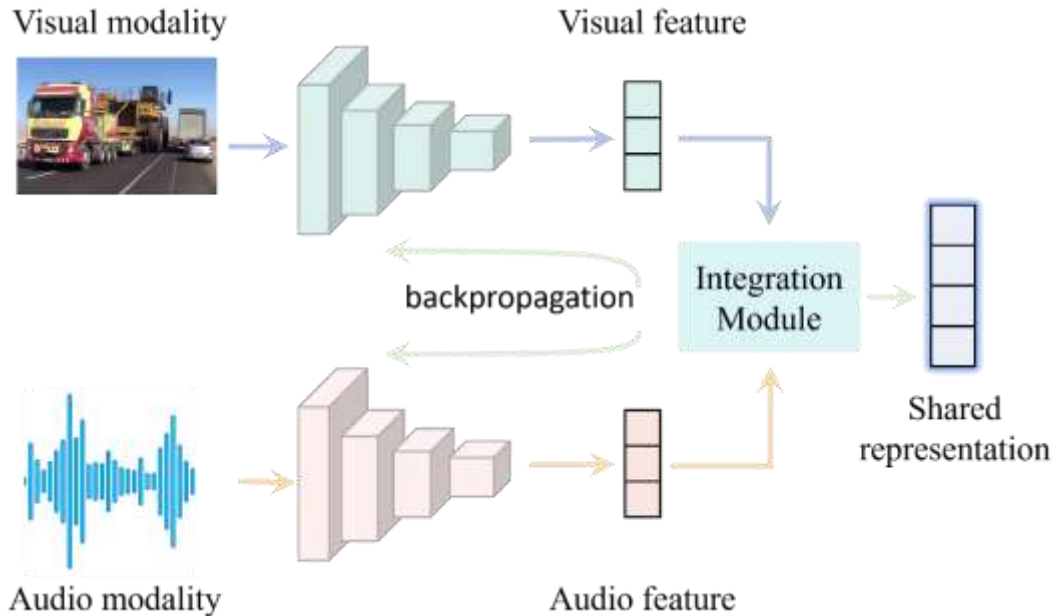 Visual modality
Visual feature
backpropagation
Integration
Module
Shared
representation
Audio modality
Audio feature